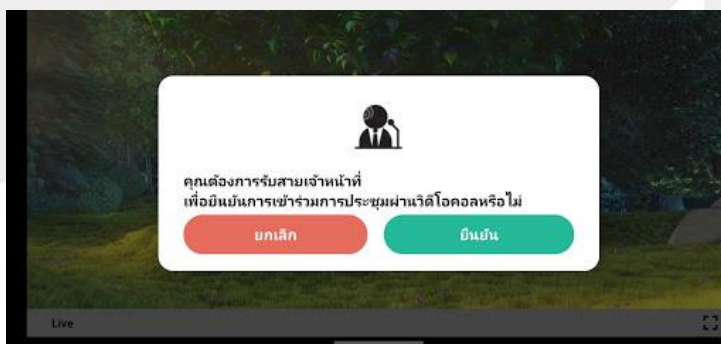 คุณต้องการรับสายเจ้าหน้าที่
เพื่อยืนยันการเข้าร่วมการประชุมผ่านวิดีโอคอลหรือไม่
ยกเลิก
ยืนยัน
Live